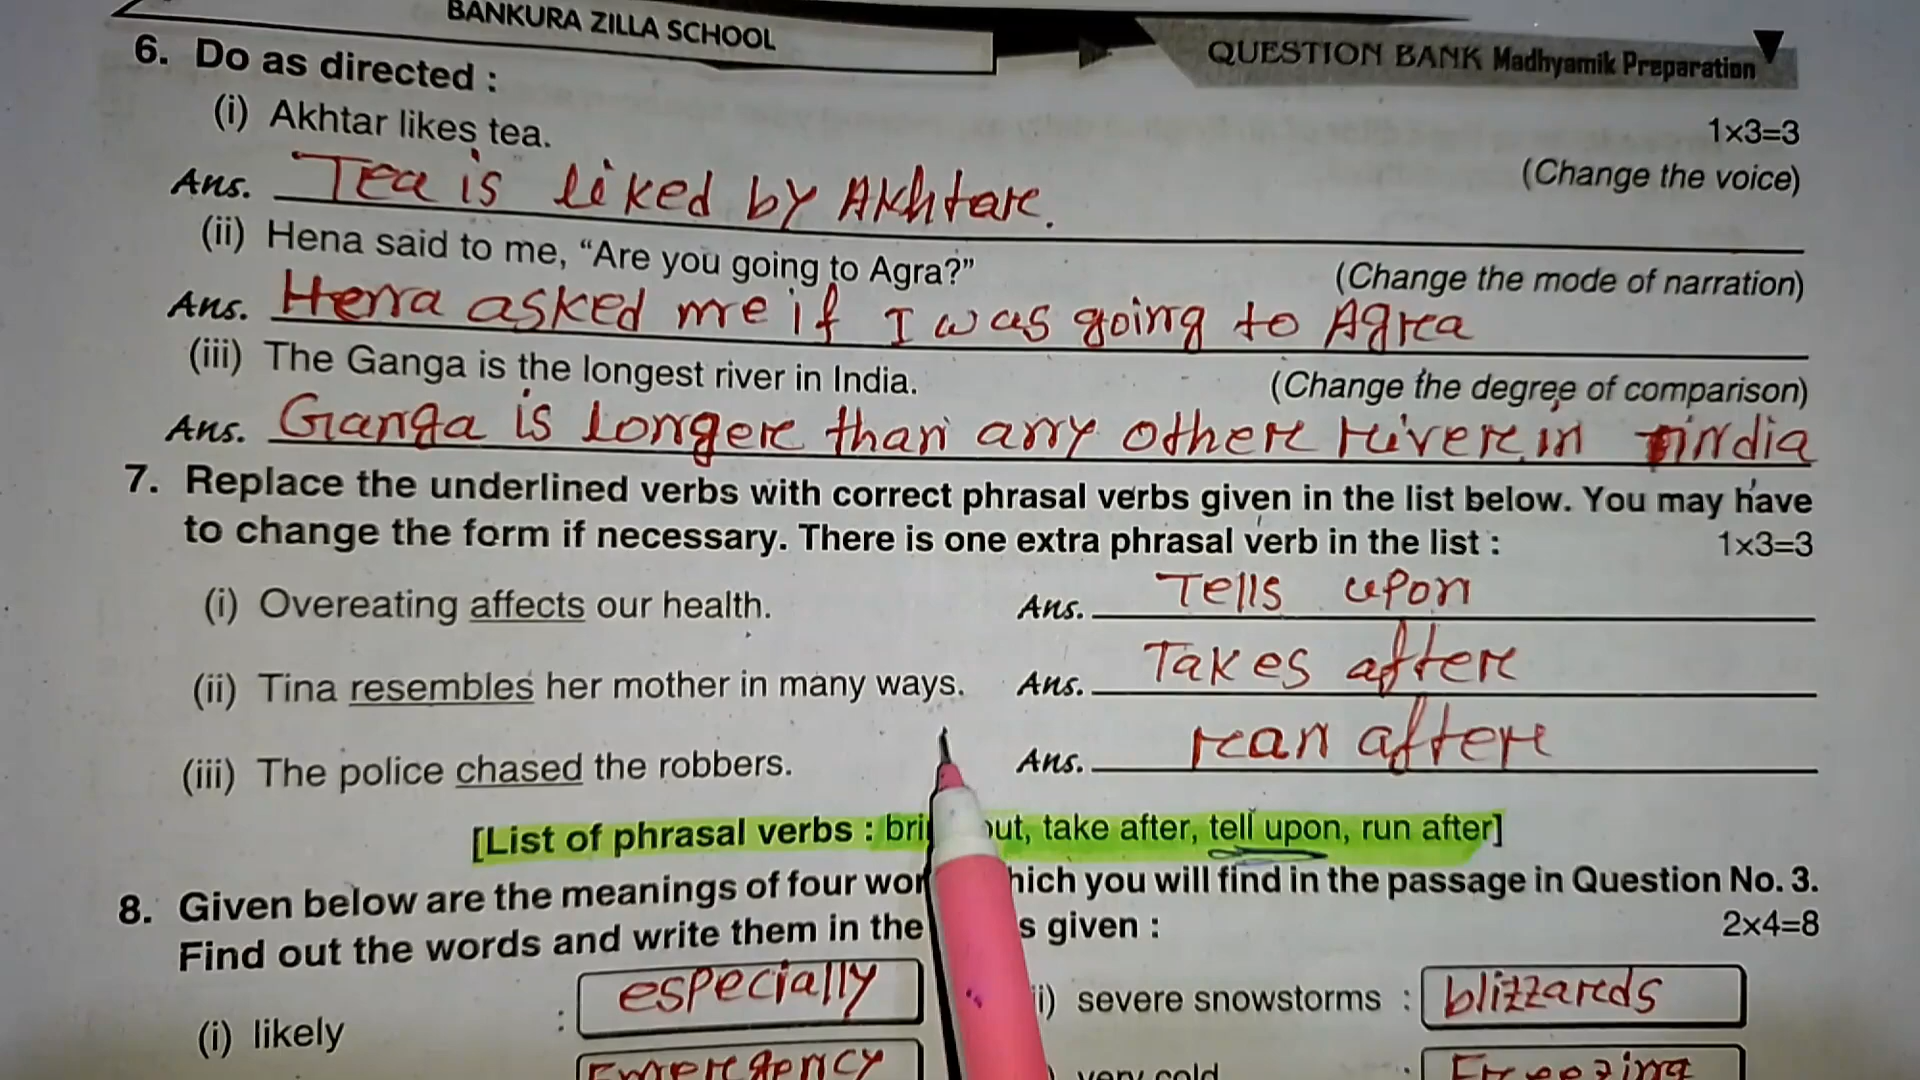 BANKURA ZILLA SCHOOL
QUESTION BANK Madhyamik Preparation
6. Do as directed :
1×3=3
(i) Akhtar likes tea.
(Change the voice)
Ans. Tea is liked by Akhtar.
(ii) Hena said to me, “Are you going to Agra?”
(Change the mode of narration)
Ans. Hena asked me if I was going to Agra
(iii) The Ganga is the longest river in India.
(Change the degree of comparison)
Ans. Ganga is longer than any other river in india
7. Replace the underlined verbs with correct phrasal verbs given in the list below. You may have
to change the form if necessary. There is one extra phrasal verb in the list : 1×3=3
(i) Overeating affects our health. Ans. Tells upon
(ii) Tina resembles her mother in many ways. Ans. Takes after
(iii) The police chased the robbers. Ans. ran after
[List of phrasal verbs : out, take after, tell upon, run after]
8. Given below are the meanings of four which you will find in the passage in Question No. 3.
Find out the words and write them in the given : 2×4=8
(i) likely : especially
severe snowstorms : blizzards
Emergency
very cold : Freezing